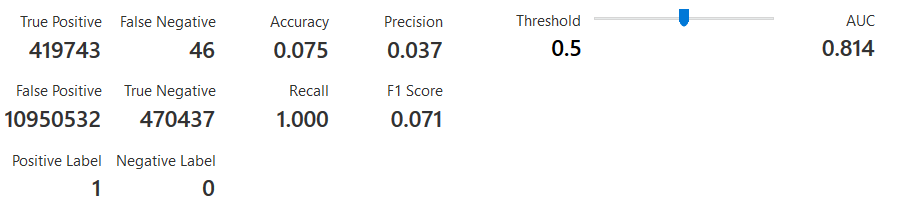 True Positive False Negative Accuracy Precision Threshold AUC
419743 46 0.075 0.037 0.5 0.814
False Positive True Negative Recall F1 Score
10950532 470437 1.000 0.071
Positive Label Negative Label
1 0